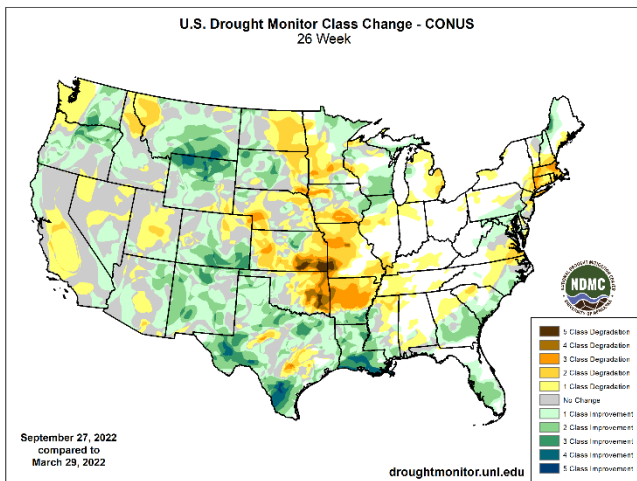 U.S. Drought Monitor Class Change - CONUS
26 Week
NDMC
5 Class Degradation
4 Class Degradation
3 Class Degradation
2 Class Degradation
1 Class Degradation
No Change
1 Class Improvement
2 Class Improvement
3 Class Improvement
4 Class Improvement
5 Class Improvement
September 27, 2022
compared to
March 29, 2022
droughtmonitor.unl.edu